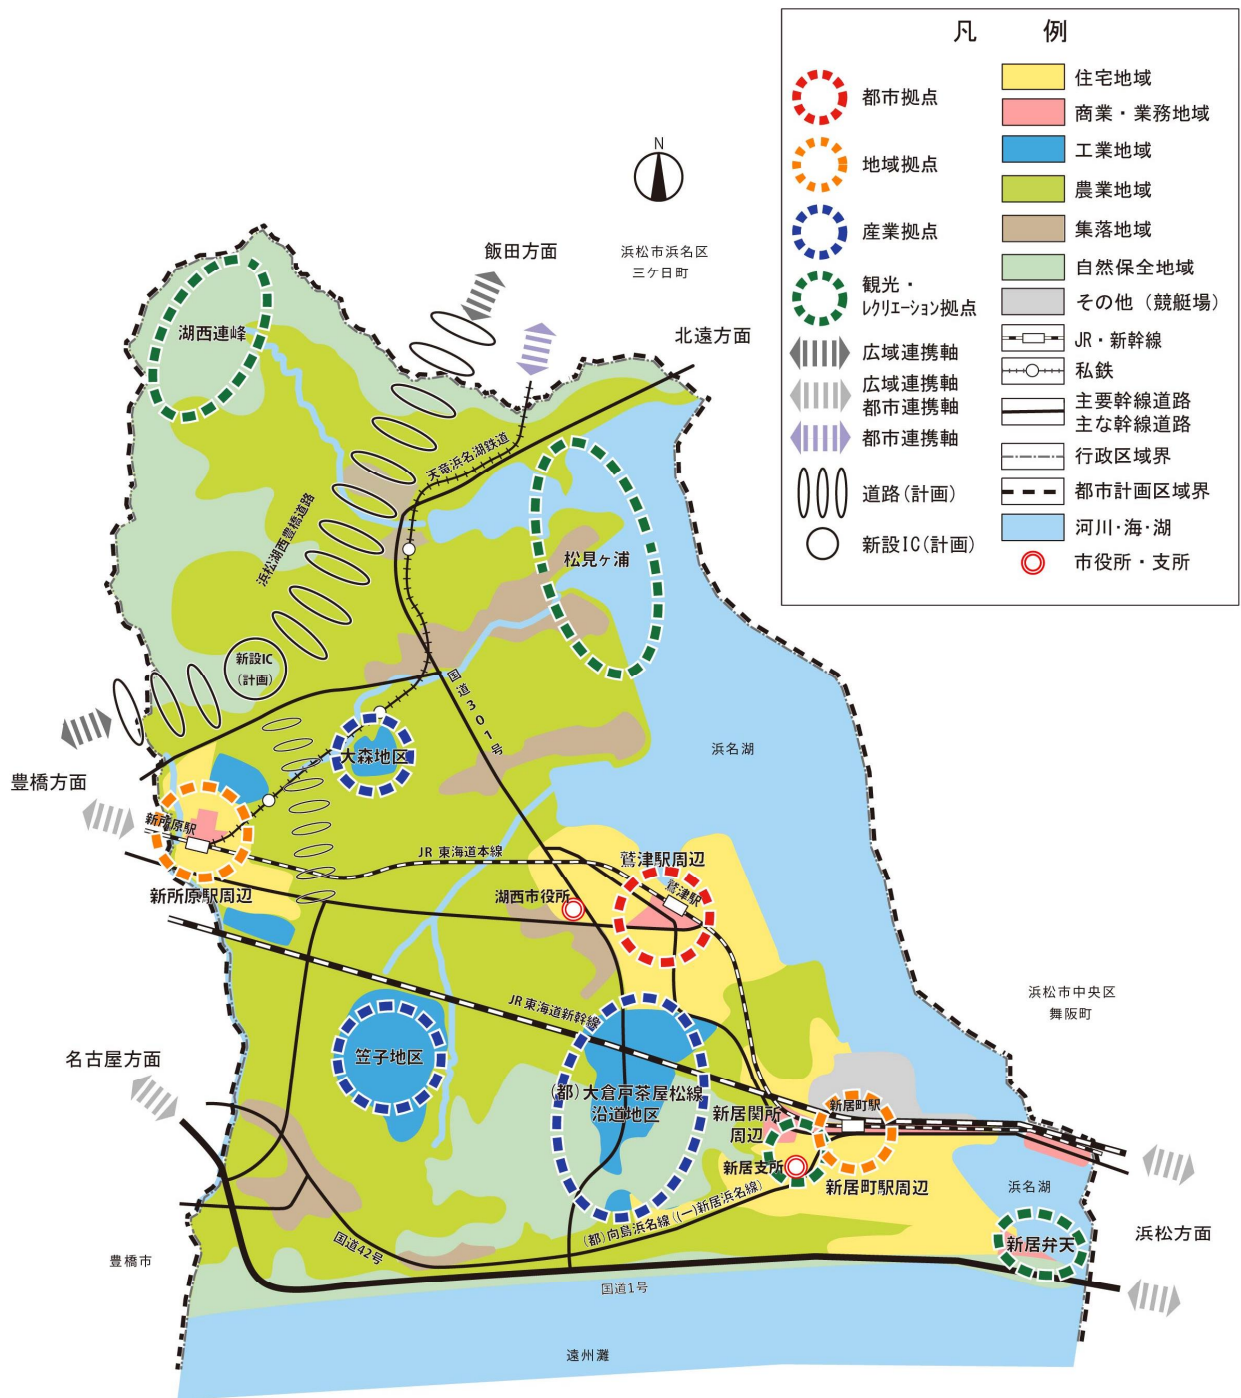 凡 例
都市拠点
地域拠点
産業拠点
観光・
レクリエーション拠点
広域連携軸
広域連携軸
都市連携軸
都市連携軸
道路(計画)
新設IC(計画)
住宅地域
商業・業務地域
工業地域
農業地域
集落地域
自然保全地域
その他(競艇場)
JR・新幹線
私鉄
主要幹線道路
主な幹線道路
行政区域界
都市計画区域界
河川・海・湖
市役所・支所
N
飯田方面
浜松市浜名区
三ケ日町
北遠方面
湖西連峰
天竜浜名湖鉄道
浜松湖西豊橋道路
松見ヶ浦
新設IC
(計画)
国道301号
大森地区
浜名湖
豊橋方面
新所原駅
新所原駅周辺
JR 東海道本線
鷲津駅周辺
鷲津駅
湖西市役所
JR東海道新幹線
浜松市中央区
舞阪町
名古屋方面
笠子地区
(都)大倉戸茶屋松線
沿道地区
新居関所
周辺
新居町駅
新居支所
新居町駅周辺
浜名湖
(都)向島浜名線((一)新居浜名線)
国道42号
新居弁天
浜松方面
豊橋市
国道1号
遠州灘